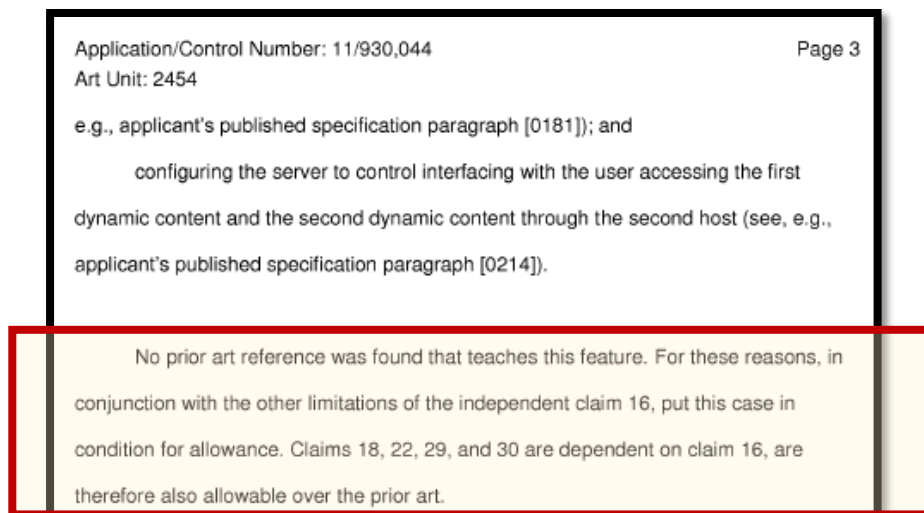 Application/Control Number: 11/930,044 Page 3
Art Unit: 2454
e.g., applicant's published specification paragraph [0181]); and
configuring the server to control interfacing with the user accessing the first
dynamic content and the second dynamic content through the second host (see, e.g.,
applicant's published specification paragraph [0214]).
No prior art reference was found that teaches this feature. For these reasons, in
conjunction with the other limitations of the independent claim 16, put this case in
condition for allowance. Claims 18, 22, 29, and 30 are dependent on claim 16, are
therefore also allowable over the prior art.